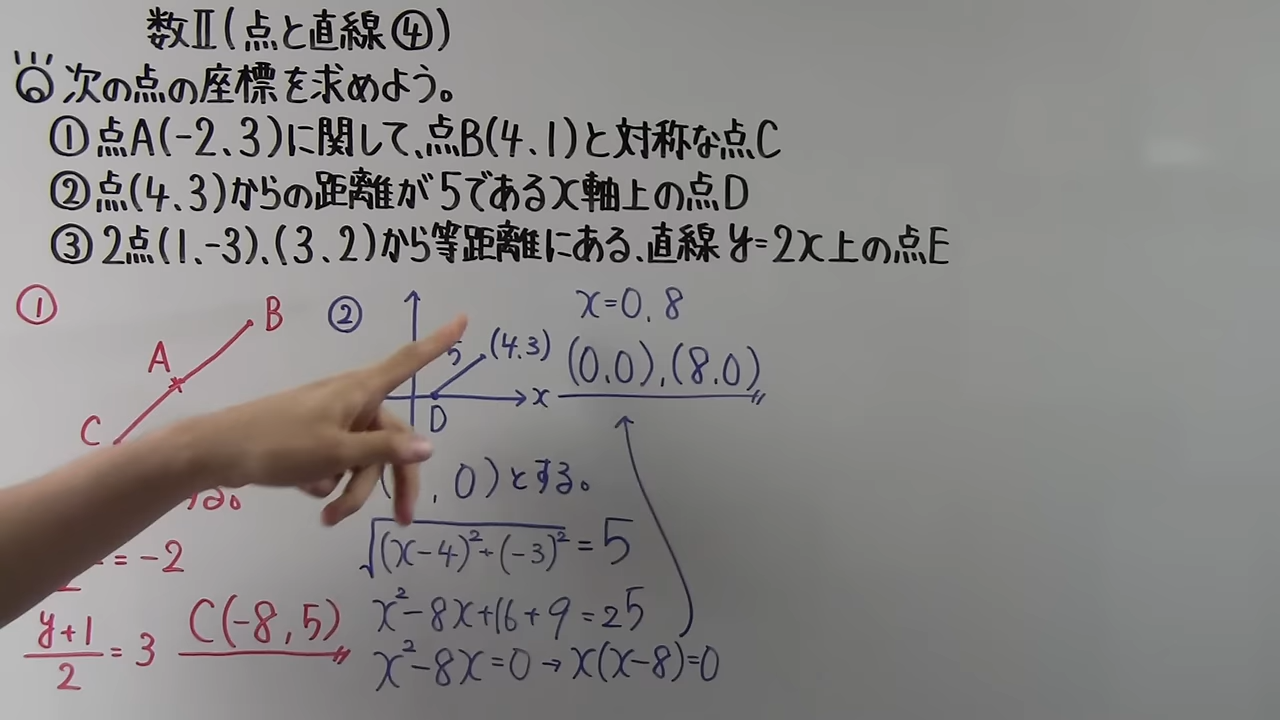 数Ⅱ(点と直線④)
◎次の点の座標を求めよう。
①点A(-2、3)に関して、点B(4、1)と対称な点C
②点(4、3)からの距離が5であるx軸上の点D
③2点(1、-3)、(3、2)から等距離にある、直線y=2x上の点E
①
B
A
C
する。
=-2
y+1/2=3
C(-8,5)
②
5
(4.3)
x
D
,0)とする。
√(x-4)²+(-3)²=5
x²-8x+16+9=25
x²-8x=0→x(x-8)=0
x=0.8
(0.0),(8.0)